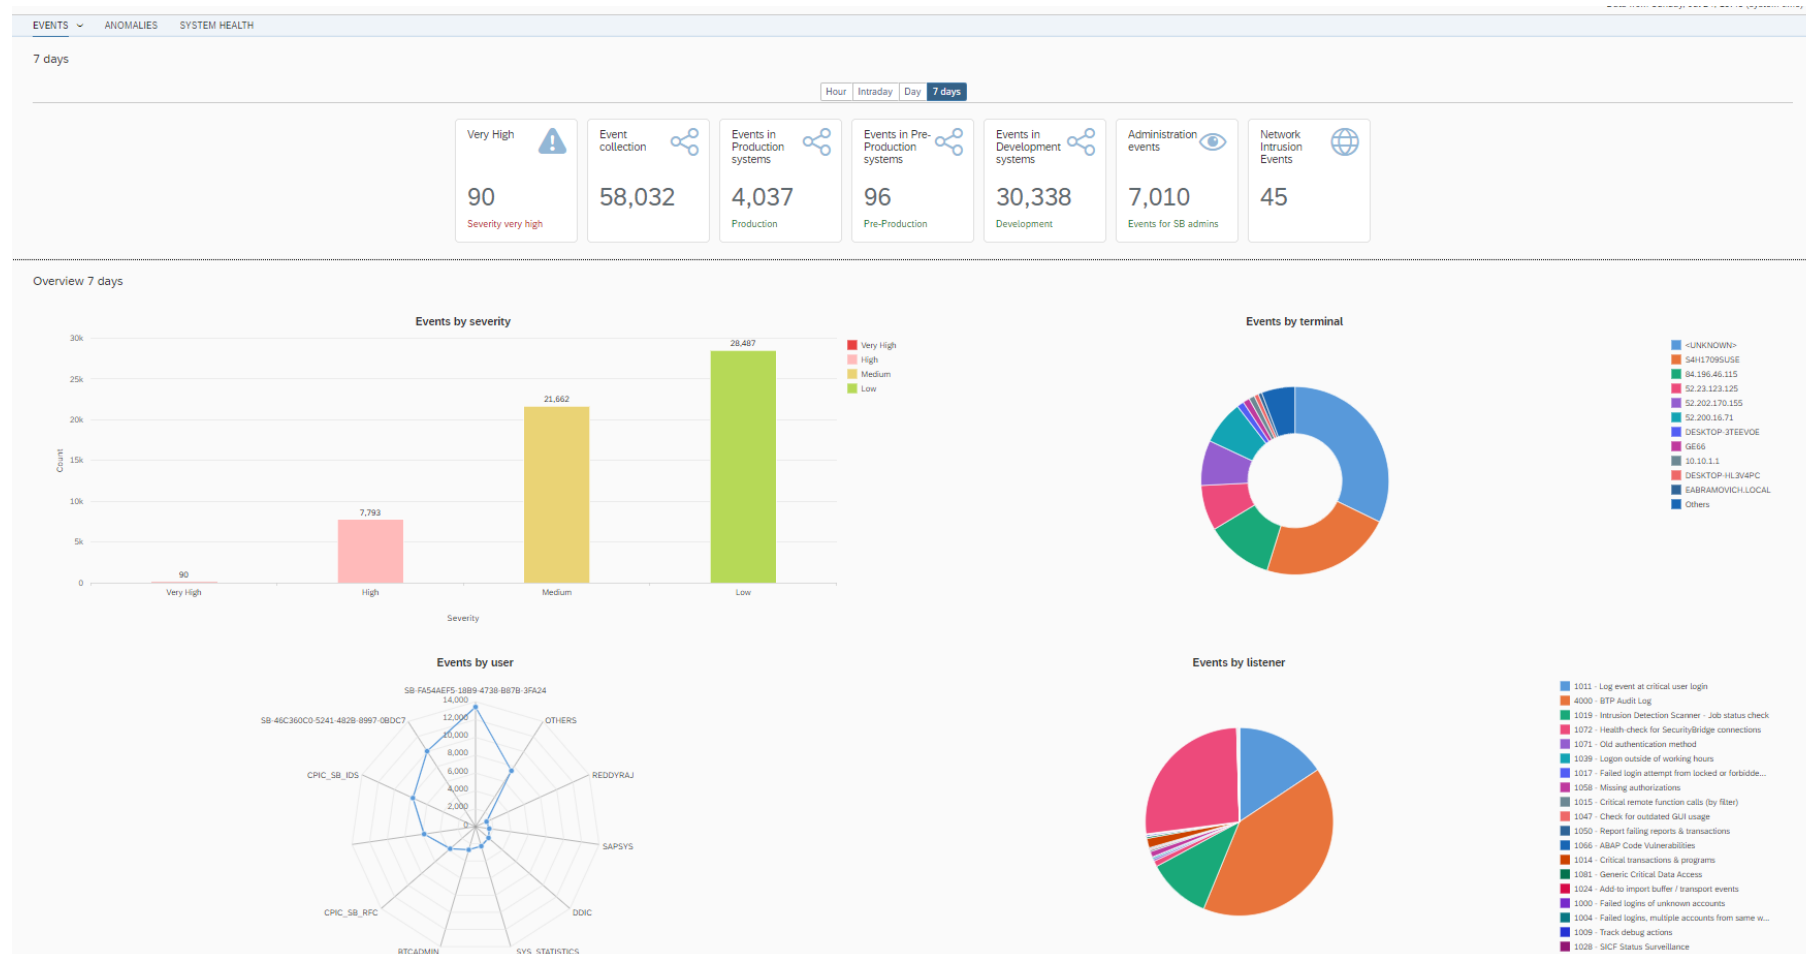 EVENTS
ANOMALIES
SYSTEM HEALTH
7 days
Hour
Intraday
Day
7 days
Very High
90
Severity very high
Event
collection
58,032
Events in
Production
systems
4,037
Production
Events in Pre-
Production
systems
96
Pre-Production
Events in
Development
systems
30,338
Development
Administration
events
7,010
Events for SB admins
Network
Intrusion
Events
45
Overview 7 days
Events by severity
30k
25k
20k
15k
10k
5k
0
Count
90
7,793
21,662
28,487
Very High
High
Medium
Low
Severity
Very High
High
Medium
Low
Events by terminal
<UNKNOWN>
S4H1709SUSE
84.196.46.115
52.23.123.125
52.202.170.155
52.200.16.71
DESKTOP-3TEEVOE
GE66
10.10.1.1
DESKTOP-HL3V4PC
EABRAMOVICH.LOCAL
Others
Events by user
SB-FA54AEF5-18B9-4738-B87B-3FA24
14,000
12,000
10,000
8,000
6,000
4,000
2,000
0
SB-46C360C0-5241-482B-8997-0BDC7
OTHERS
CPIC_SB_IDS
REDDYRAJ
SAPSYS
CPIC_SB_RFC
DDIC
BTCADMIN
SYS_STATISTICS
Events by listener
1011 - Log event at critical user login
4000 - BTP Audit Log
1019 - Intrusion Detection Scanner - Job status check
1072 - Health-check for SecurityBridge connections
1071 - Old authentication method
1039 - Logon outside of working hours
1017 - Failed login attempt from locked or forbidde...
1058 - Missing authorizations
1015 - Critical remote function calls (by filter)
1047 - Check for outdated GUI usage
1050 - Report failing reports & transactions
1066 - ABAP Code Vulnerabilities
1014 - Critical transactions & programs
1081 - Generic Critical Data Access
1024 - Add-to import buffer / transport events
1000 - Failed logins of unknown accounts
1004 - Failed logins, multiple accounts from same w...
1009 - Track debug actions
1028 - SICF Status Surveillance